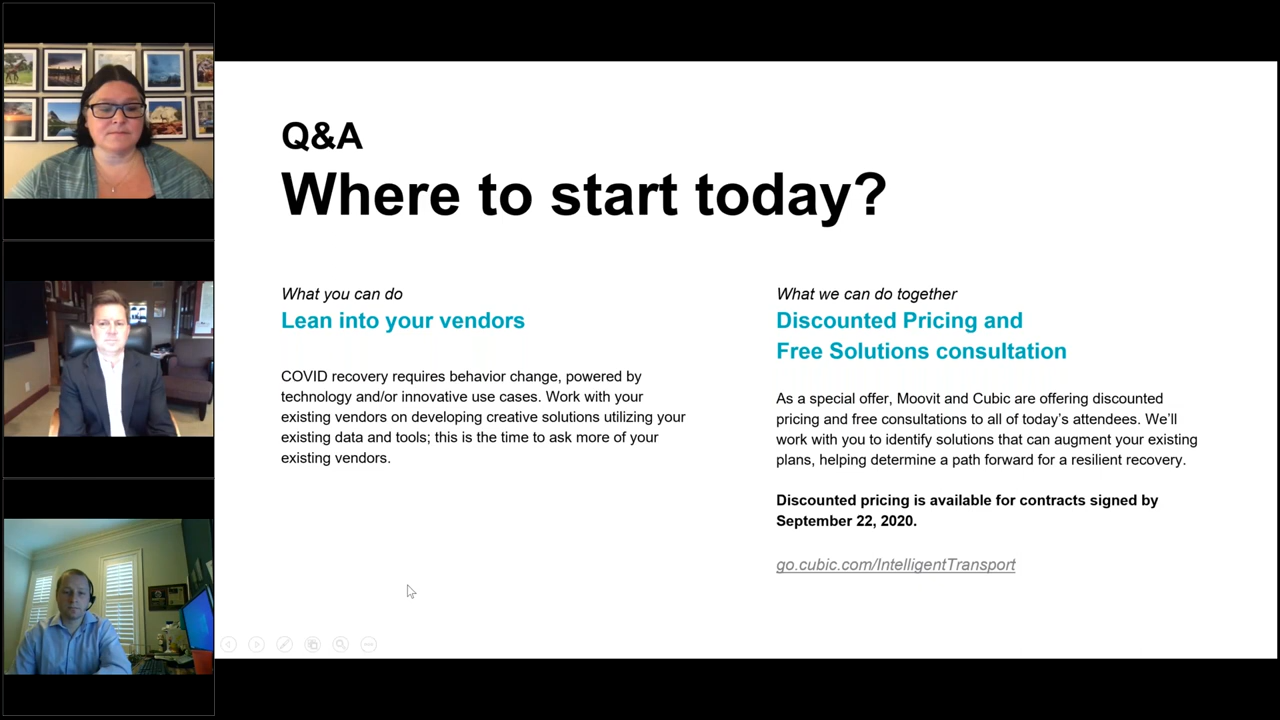 Q&A
Where to start today?
What you can do
Lean into your vendors
COVID recovery requires behavior change, powered by
technology and/or innovative use cases. Work with your
existing vendors on developing creative solutions utilizing your
existing data and tools; this is the time to ask more of your
existing vendors.
What we can do together
Discounted Pricing and
Free Solutions consultation
As a special offer, Moovit and Cubic are offering discounted
pricing and free consultations to all of today’s attendees. We’ll
work with you to identify solutions that can augment your existing
plans, helping determine a path forward for a resilient recovery.
Discounted pricing is available for contracts signed by
September 22, 2020.
go.cubic.com/IntelligentTransport